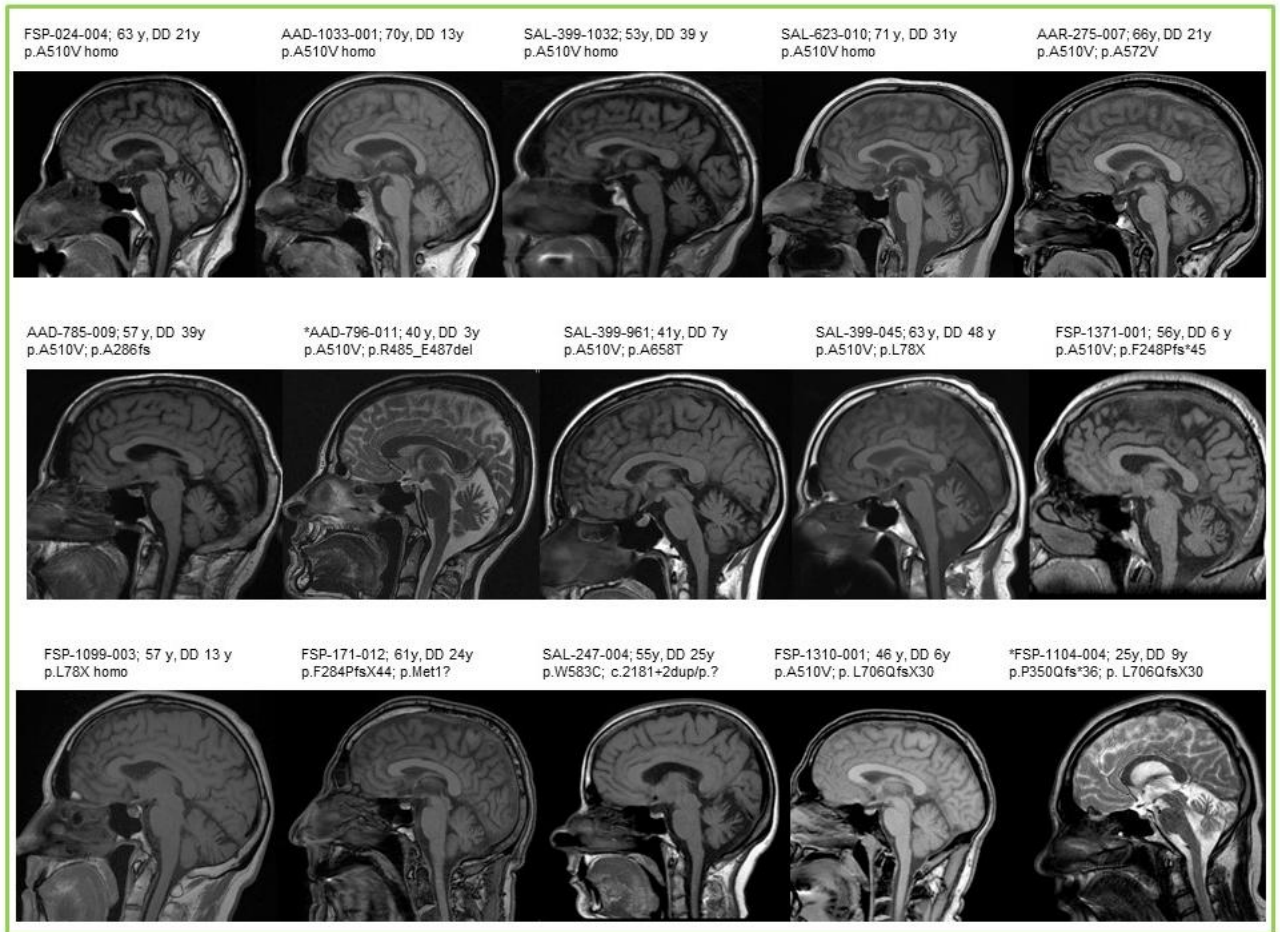 FSP-024-004; 63 y, DD 21y
p.A510V homo
AAD-1033-001; 70y, DD 13y
p.A510V homo
SAL-399-1032; 53y, DD 39 y
p.A510V homo
SAL-623-010; 71 y, DD 31y
p.A510V homo
AAR-275-007; 66y, DD 21y
p.A510V; p.A572V
AAD-785-009; 57 y, DD 39y
p.A510V; p.A286fs
*AAD-796-011; 40 y, DD 3y
p.A510V; p.R485_E487del
SAL-399-961; 41y, DD 7y
p.A510V; p.A658T
SAL-399-045; 63 y, DD 48 y
p.A510V; p.L78X
FSP-1371-001; 56y, DD 6 y
p.A510V; p.F248Pfs*45
FSP-1099-003; 57 y, DD 13 y
p.L78X homo
FSP-171-012; 61y, DD 24y
p.F284PfsX44; p.Met1?
SAL-247-004; 55y, DD 25y
p.W583C; c.2181+2dup/p.?
FSP-1310-001; 46 y, DD 6y
p.A510V; p. L706QfsX30
*FSP-1104-004; 25y, DD 9y
p.P350Qfs*36; p. L706QfsX30